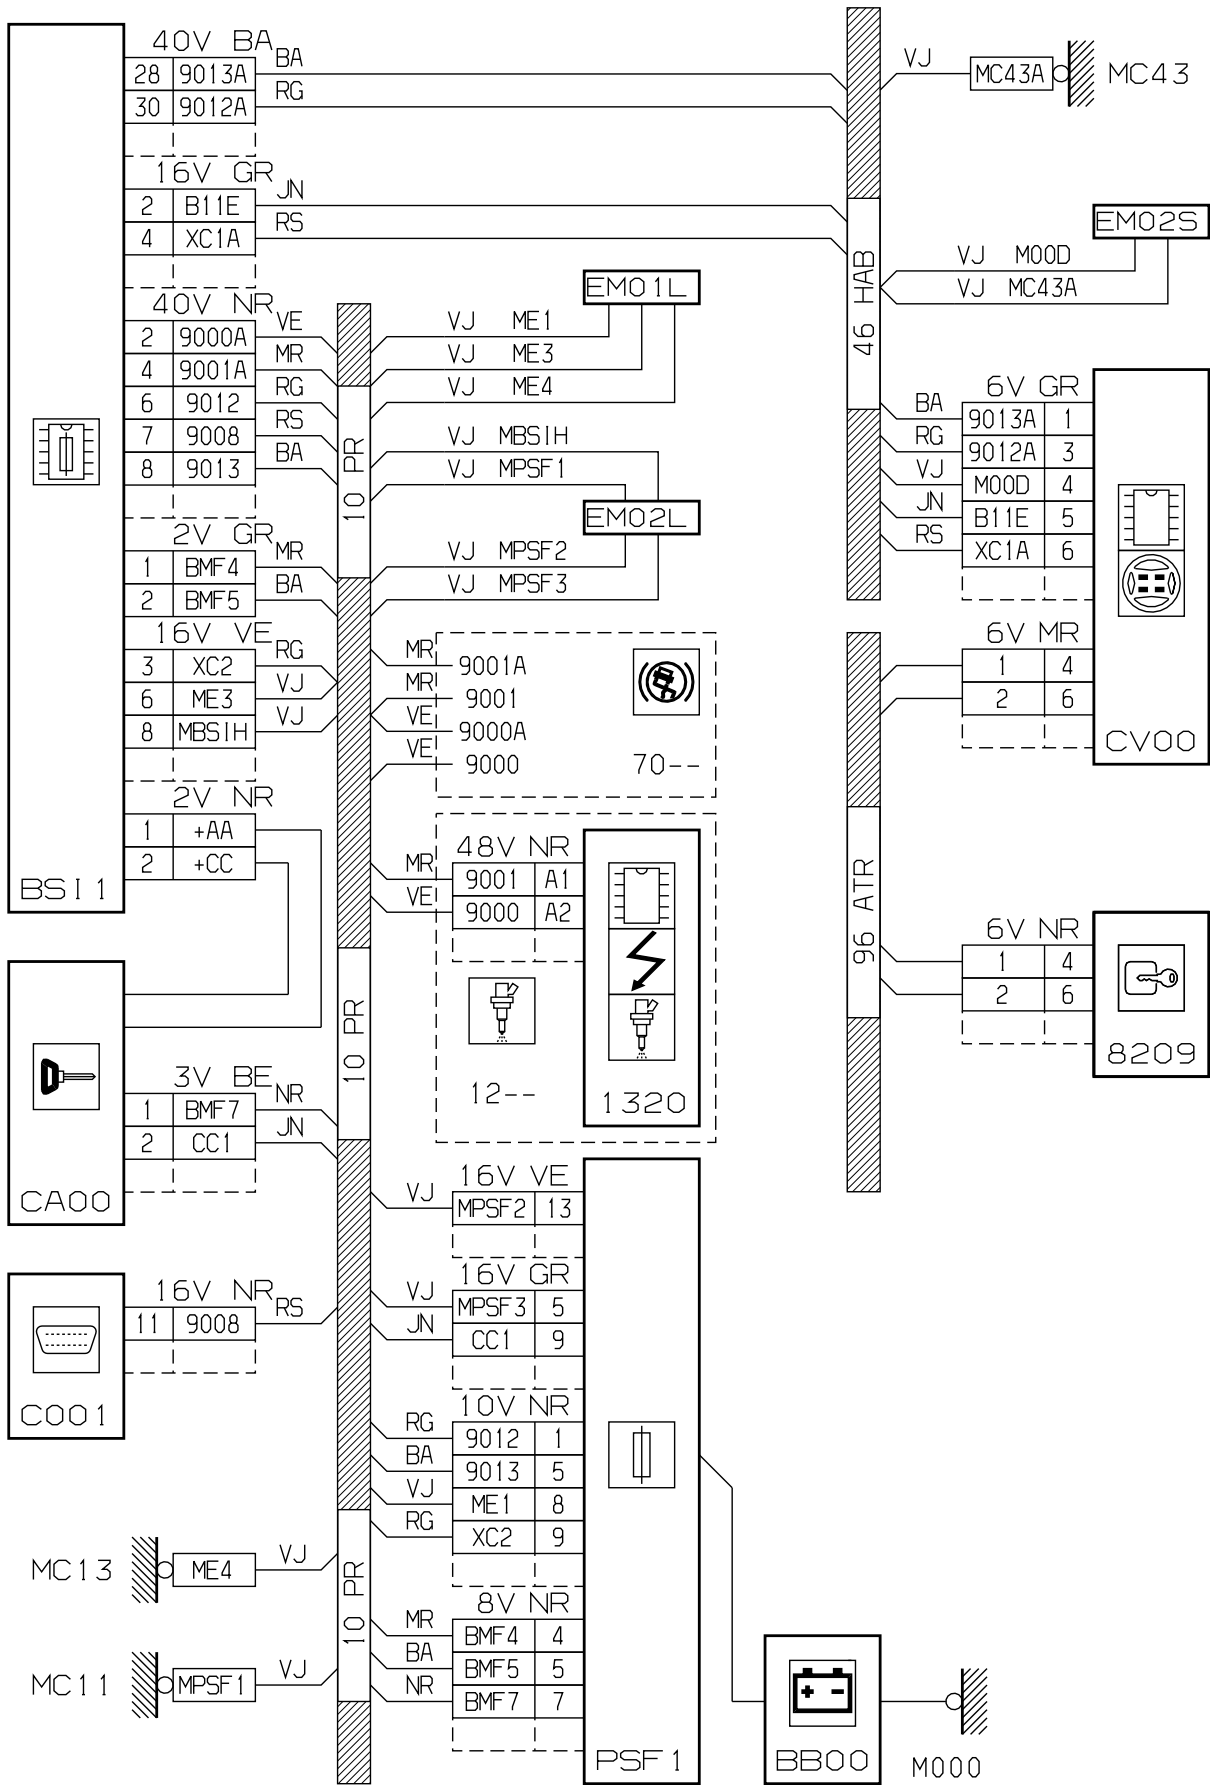 40V BA
28 9013A BA
30 9012A RG
16V GR
2 B11E JN
4 XC1A RS
40V NR
2 9000A VE
4 9001A MR
6 9012 RG
7 9008 RS
8 9013 BA
2V GR
1 BMF4 MR
2 BMF5 BA
16V VE
3 XC2 RG
6 ME3 VJ
8 MBSIH VJ
2V NR
1 +AA
2 +CC
BSI1
3V BE
1 BMF7 NR
2 CC1 JN
CA00
16V NR
11 9008 RS
C001
MC13 ME4 VJ
MC11 MPSF1 VJ
10 PR
10 PR
10 PR
EM01L
VJ ME1
VJ ME3
VJ ME4
VJ MBSIH
VJ MPSF1
EM02L
VJ MPSF2
VJ MPSF3
MR 9001A
MR 9001
VE 9000A
VE 9000
70--
48V NR
MR 9001 A1
VE 9000 A2
12--
1320
16V VE
VJ MPSF2 13
16V GR
VJ MPSF3 5
JN CC1 9
10V NR
RG 9012 1
BA 9013 5
VJ ME1 8
RG XC2 9
8V NR
MR BMF4 4
BA BMF5 5
NR BMF7 7
PSF1
BB00
M000
46 HAB
VJ MC43A MC43
EM02S
VJ M00D
VJ MC43A
6V GR
BA 9013A 1
RG 9012A 3
VJ M00D 4
JN B11E 5
RS XC1A 6
6V MR
1 4
2 6
CV00
96 ATR
6V NR
1 4
2 6
8209